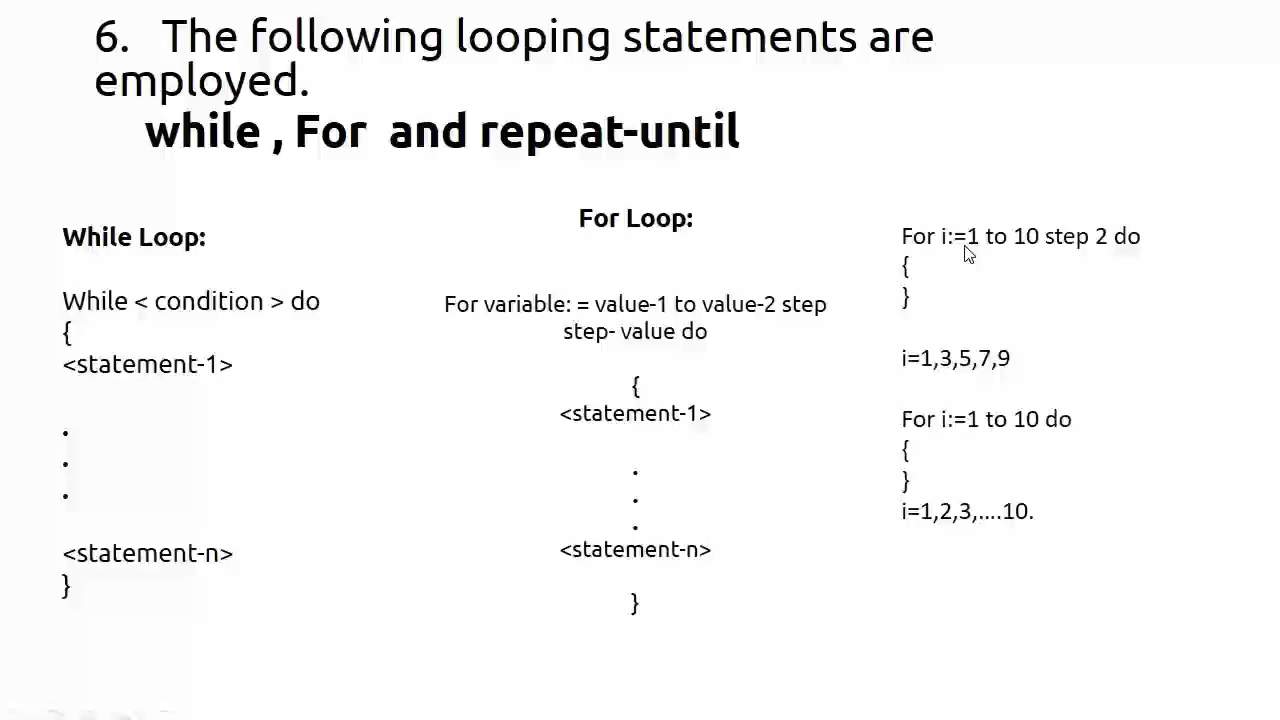 6. The following looping statements are
employed.
while , For and repeat-until
While Loop:
While < condition > do
{
<statement-1>
.
.
.
<statement-n>
}
For Loop:
For variable: = value-1 to value-2 step
step- value do
{
<statement-1>
.
.
.
<statement-n>
}
For i:=1 to 10 step 2 do
{
}
i=1,3,5,7,9
For i:=1 to 10 do
{
}
i=1,2,3,....10.